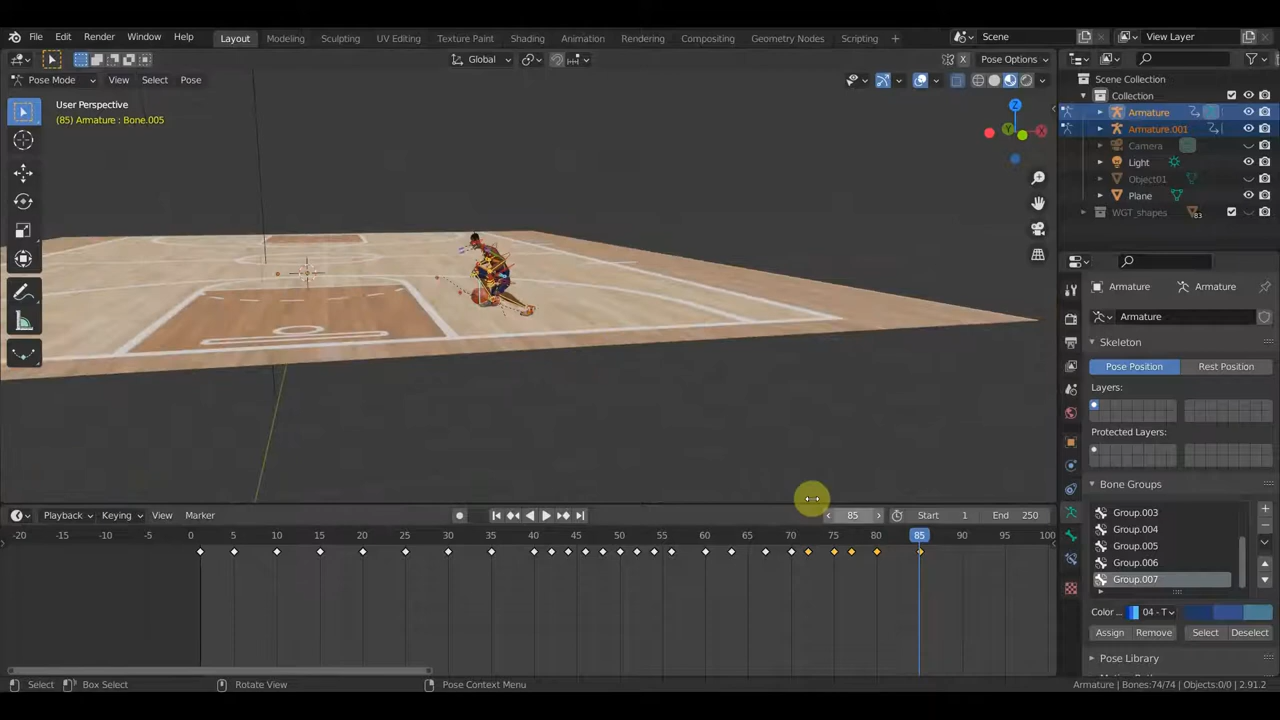 File Edit Render Window Help Layout Modeling Sculpting UV Editing Texture Paint Shading Animation Rendering Compositing Geometry Nodes Scripting + Scene View Layer
Global Pose Options
Pose Mode View Select Pose
User Perspective
(85) Armature : Bone.005
Z
Y
X
Scene Collection
Collection
Armature
Armature.001
Camera
Light
Object01
Plane
WGT_shapes 83
Armature Armature
Armature
Skeleton
Pose Position Rest Position
Layers:
Protected Layers:
Bone Groups
Group.003
Group.004
Group.005
Group.006
Group.007
Color ... 04 - T
Assign Remove Select Deselect
Pose Library
Playback Keying View Marker 85 Start 1 End 250
-20 -15 -10 -5 0 5 10 15 20 25 30 35 40 45 50 55 60 65 70 75 80 85 90 95 100
Select Box Select Rotate View Pose Context Menu Armature | Bones:74/74 | Objects:0/0 | 2.91.2